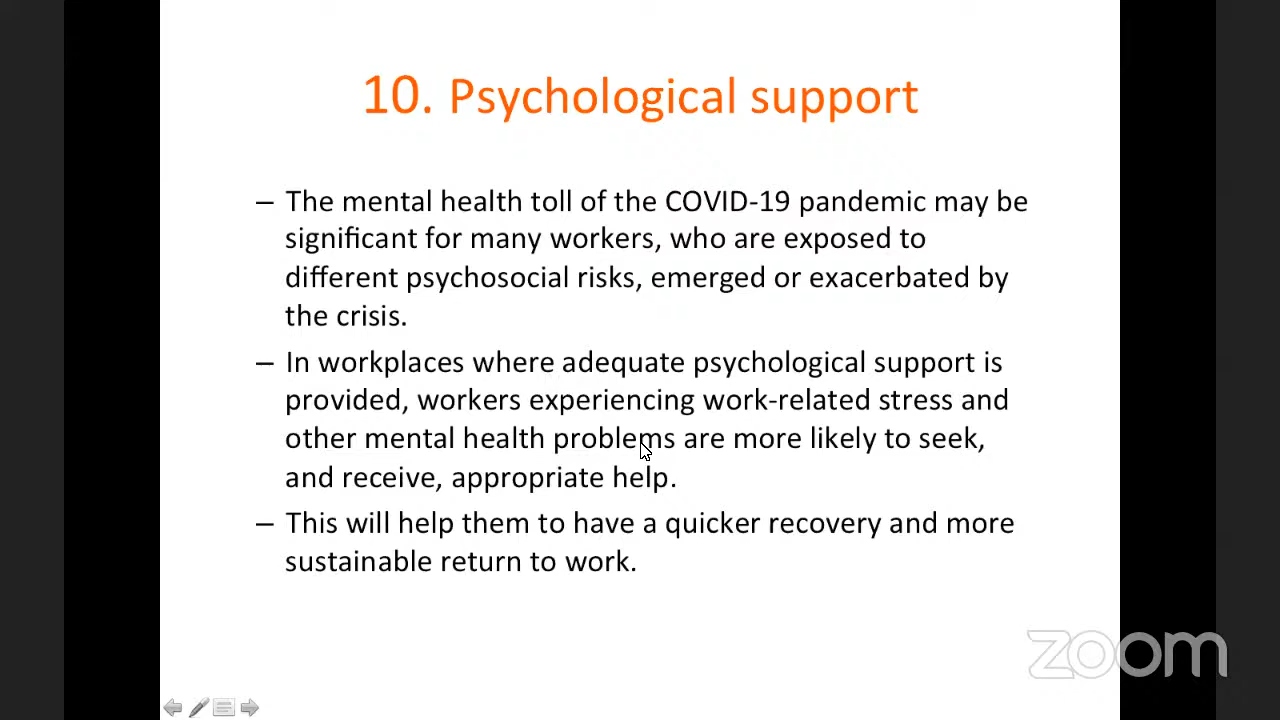 10. Psychological support
– The mental health toll of the COVID-19 pandemic may be
significant for many workers, who are exposed to
different psychosocial risks, emerged or exacerbated by
the crisis.
– In workplaces where adequate psychological support is
provided, workers experiencing work-related stress and
other mental health problems are more likely to seek,
and receive, appropriate help.
– This will help them to have a quicker recovery and more
sustainable return to work.
zoom